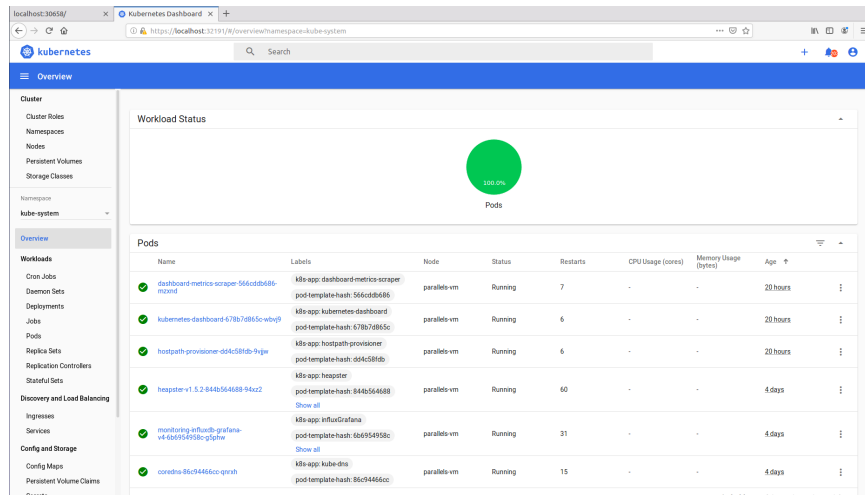 localhost:30658/ × Kubernetes Dashboard × +
https://localhost:32191/#/overview?namespace=kube-system
kubernetes
Search
Overview
Cluster
Cluster Roles
Namespaces
Nodes
Persistent Volumes
Storage Classes
Namespace
kube-system
Overview
Workloads
Cron Jobs
Daemon Sets
Deployments
Jobs
Pods
Replica Sets
Replication Controllers
Stateful Sets
Discovery and Load Balancing
Ingresses
Services
Config and Storage
Config Maps
Persistent Volume Claims
Workload Status
100.0%
Pods
Pods
Name Labels Node Status Restarts CPU Usage (cores) Memory Usage (bytes) Age
dashboard-metrics-scraper-566cddb686-mzxrd k8s-app: dashboard-metrics-scraper parallels-vm Running 7 - - 20 hours
pod-template-hash: 566cddb686
kubernetes-dashboard-678b7d865c-wbvj9 k8s-app: kubernetes-dashboard parallels-vm Running 6 - - 20 hours
pod-template-hash: 678b7d865c
hostpath-provisioner-dd4c58fdb-9vjjw k8s-app: hostpath-provisioner parallels-vm Running 6 - - 20 hours
pod-template-hash: dd4c58fdb
heapster-v1.5.2-844b564688-94xz2 k8s-app: heapster parallels-vm Running 60 - - 4 days
pod-template-hash: 844b564688
Show all
monitoring-influxdb-grafana-v4-6b6954958c-g5phw k8s-app: influxGrafana parallels-vm Running 31 - - 4 days
pod-template-hash: 6b6954958c
Show all
coredns-86c94466cc-qnrxh k8s-app: kube-dns parallels-vm Running 15 - - 4 days
pod-template-hash: 86c94466cc